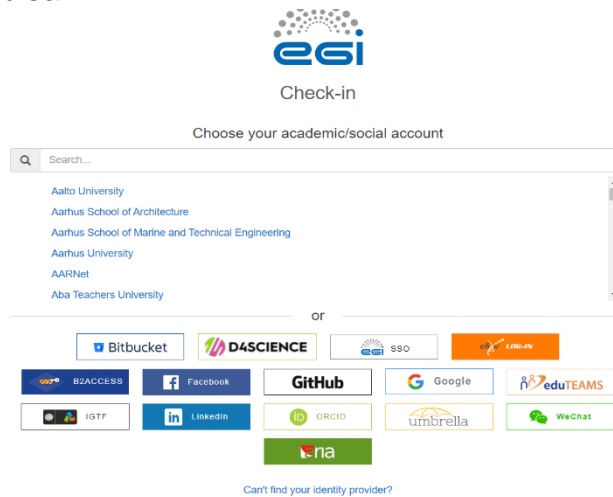 egi
Check-in
Choose your academic/social account
Search...
Aalto University
Aarhus School of Architecture
Aarhus School of Marine and Technical Engineering
Aarhus University
AARNet
Aba Teachers University
or
Bitbucket D4SCIENCE egi SSO LOG-IN
B2ACCESS Facebook GitHub Google eduTEAMS
IGTF LinkedIn iD ORCID umbrella WeChat
ria
Can't find your identity provider?